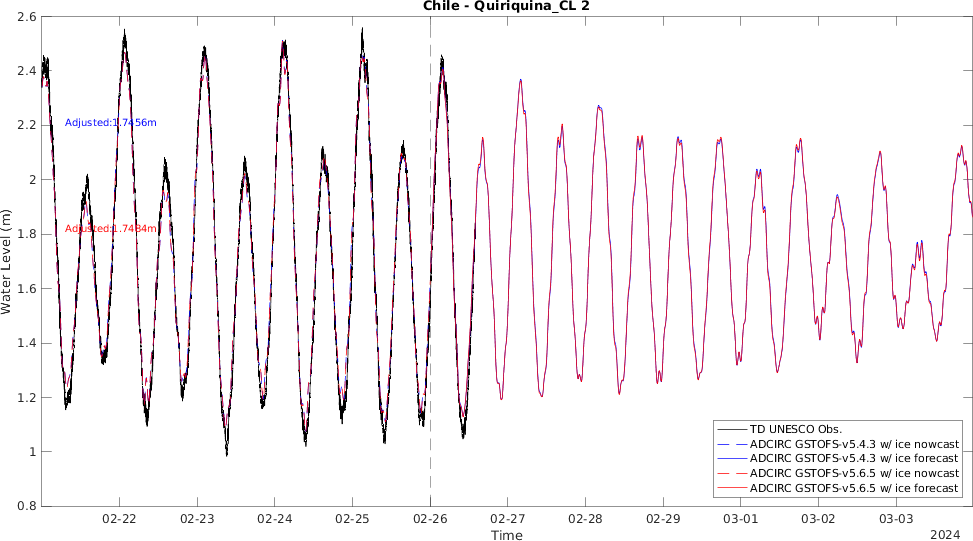 Chile - Quiriquina_CL 2
2.6
2.4
2.2
2
1.8
1.6
1.4
1.2
1
0.8
Water Level (m)
Adjusted:1.7456m
Adjusted:1.7484m
TD UNESCO Obs.
ADCIRC GSTOFS-v5.4.3 w/ ice nowcast
ADCIRC GSTOFS-v5.4.3 w/ ice forecast
ADCIRC GSTOFS-v5.6.5 w/ ice nowcast
ADCIRC GSTOFS-v5.6.5 w/ ice forecast
02-22 02-23 02-24 02-25 02-26 02-27 02-28 02-29 03-01 03-02 03-03
Time
2024